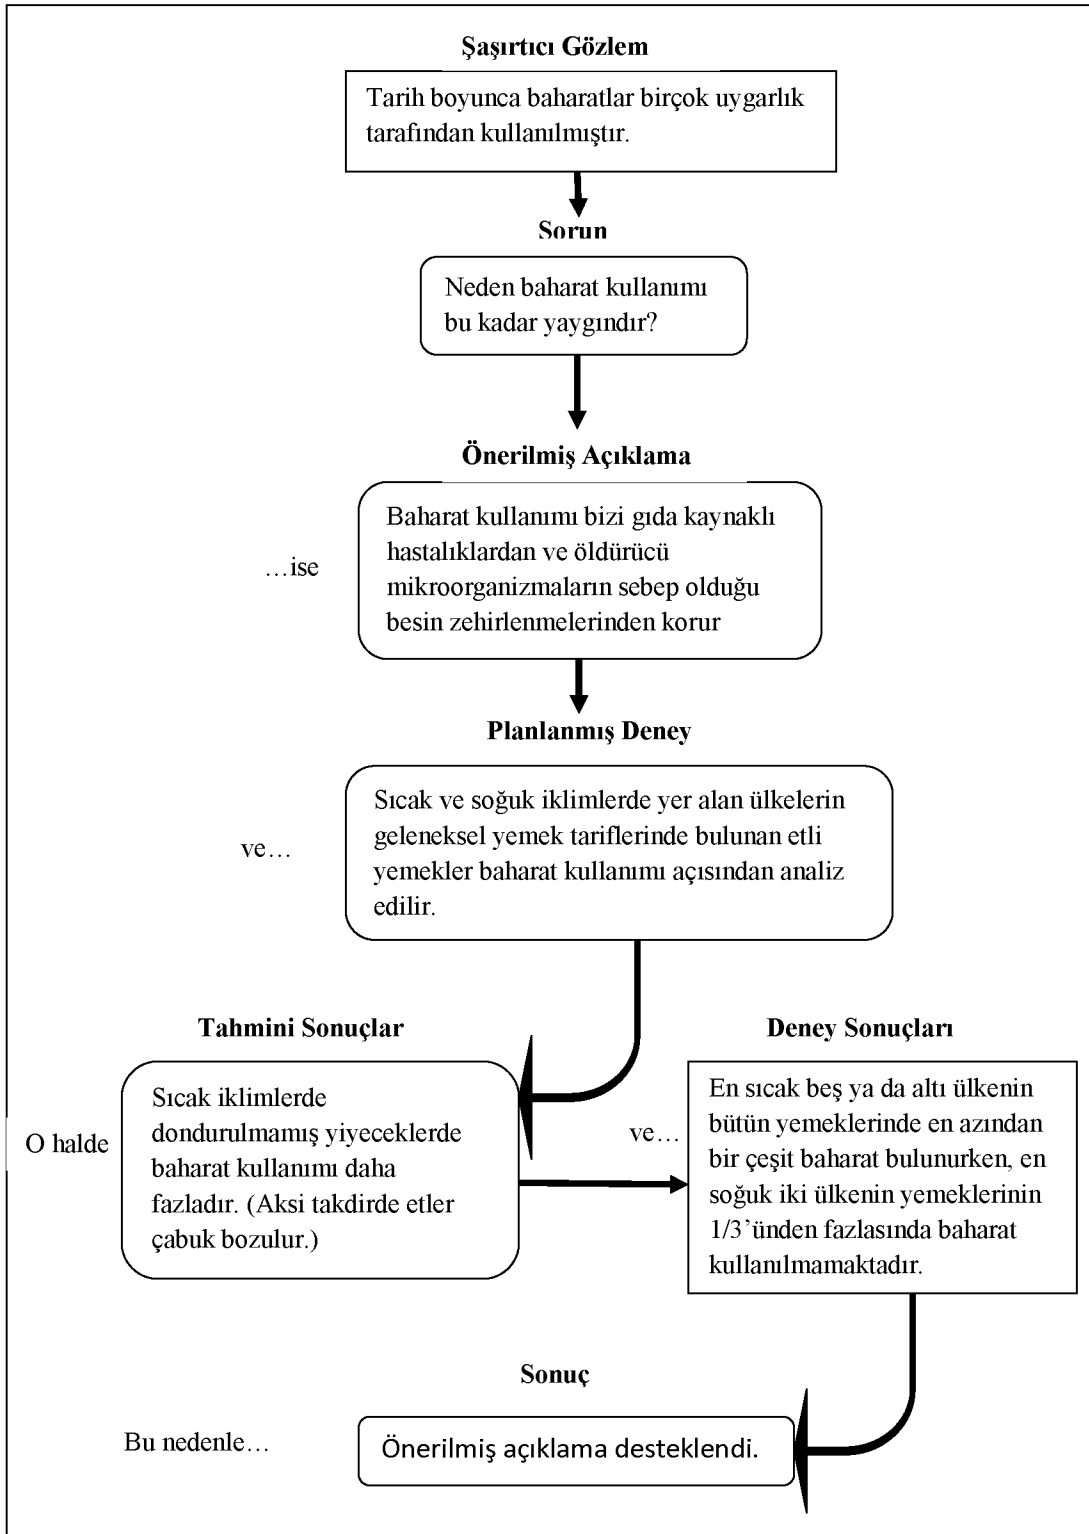 Şaşırtıcı Gözlem
Tarih boyunca baharatlar birçok uygarlık
tarafından kullanılmıştır.
Sorun
Neden baharat kullanımı
bu kadar yaygındır?
Önerilmiş Açıklama
…ise
Baharat kullanımı bizi gıda kaynaklı
hastalıklardan ve öldürücü
mikroorganizmaların sebep olduğu
besin zehirlenmelerinden korur
Planlanmış Deney
ve…
Sıcak ve soğuk iklimlerde yer alan ülkelerin
geleneksel yemek tariflerinde bulunan etli
yemekler baharat kullanımı açısından analiz
edilir.
Tahmini Sonuçlar
O halde
Sıcak iklimlerde
dondurulmamış yiyeceklerde
baharat kullanımı daha
fazladır. (Aksi takdirde etler
çabuk bozulur.)
Deney Sonuçları
ve…
En sıcak beş ya da altı ülkenin
bütün yemeklerinde en azından
bir çeşit baharat bulunurken, en
soğuk iki ülkenin yemeklerinin
1/3’ünden fazlasında baharat
kullanılmamaktadır.
Sonuç
Bu nedenle…
Önerilmiş açıklama desteklendi.